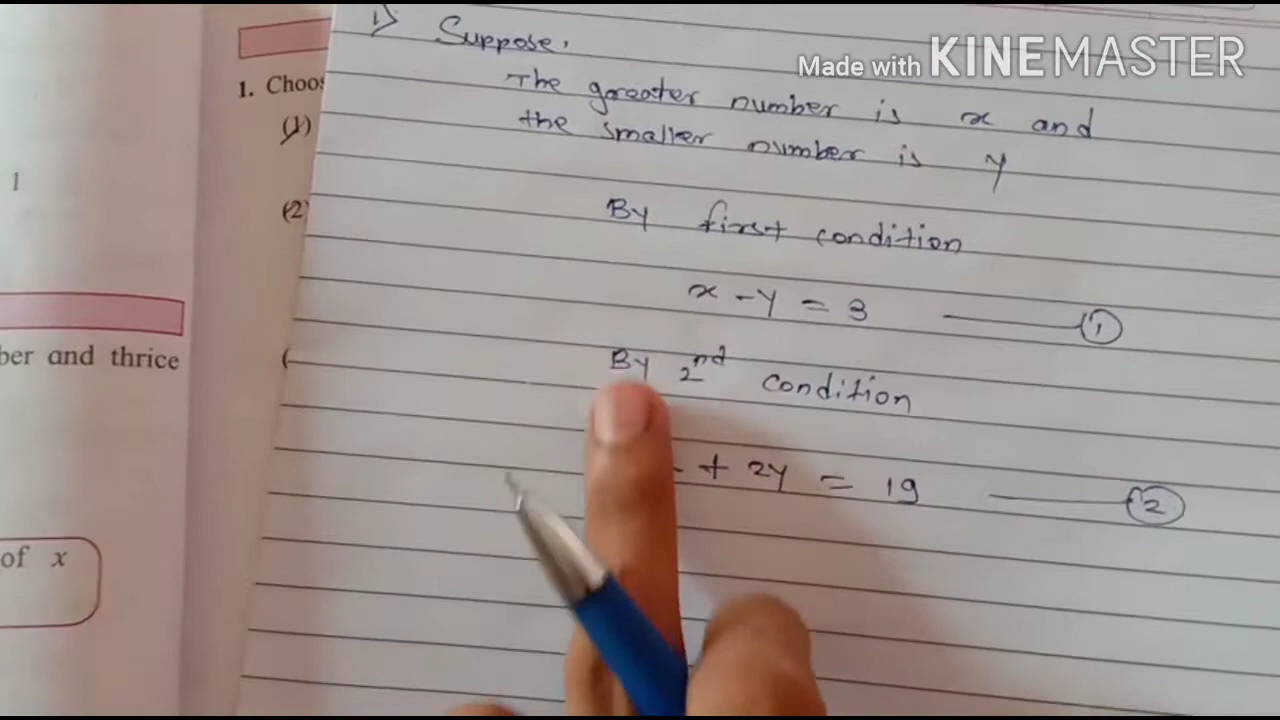 Made with KINEMASTER
1)
Suppose,
The greater number is x and
the smaller number is y
By first condition
x - y = 3 ——— ①
By 2nd condition
+ 2y = 19 ——— ②
1. Choos
(1)
(2)
(
1
ber and thrice
of x